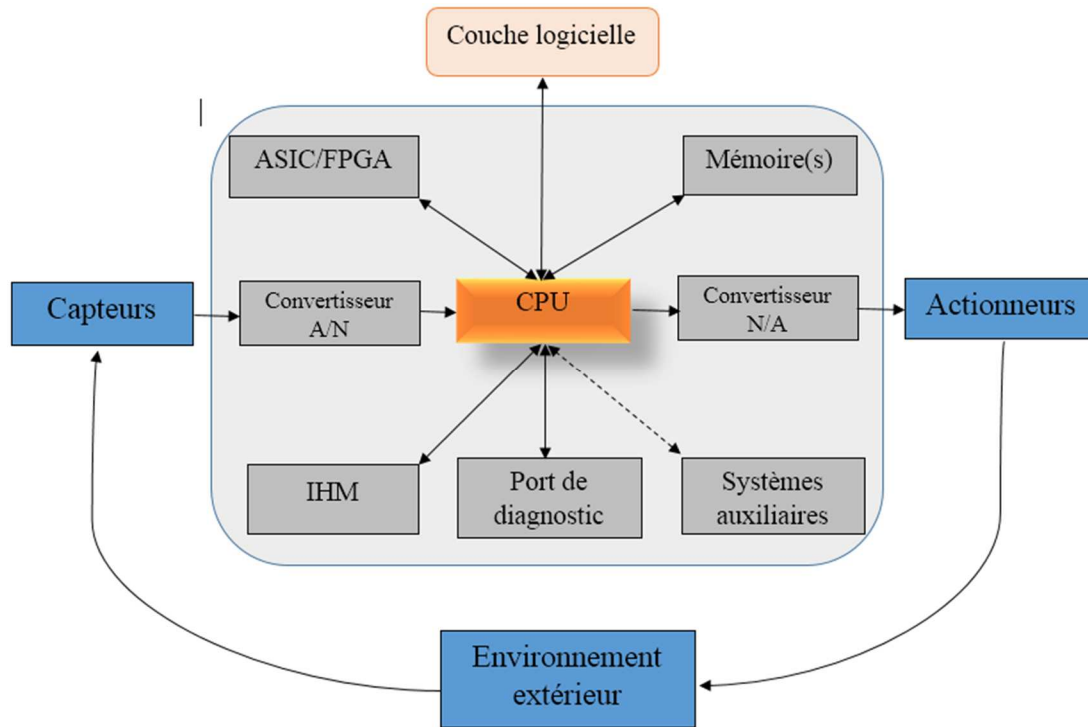 Couche logicielle
ASIC/FPGA
Mémoire(s)
Capteurs
Convertisseur
A/N
CPU
Convertisseur
N/A
Actionneurs
IHM
Port de
diagnostic
Systèmes
auxiliaires
Environnement
extérieur